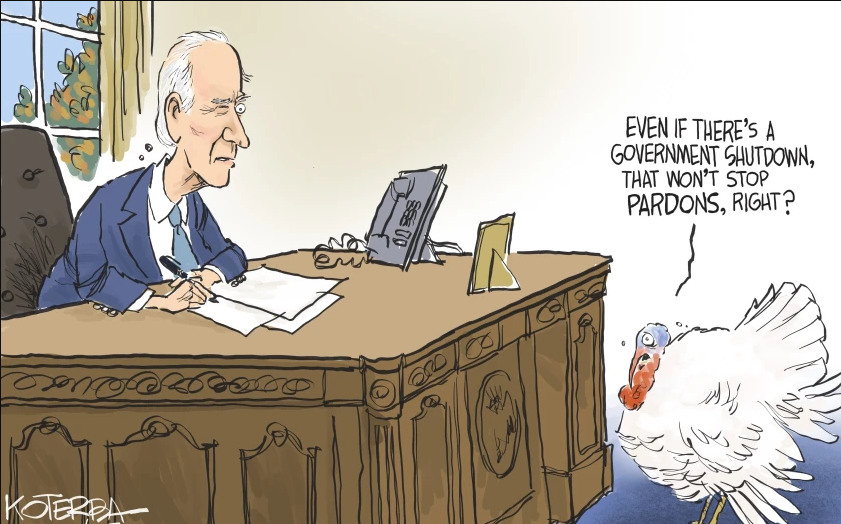 EVEN IF THERE'S A
GOVERNMENT SHUTDOWN,
THAT WON'T STOP
PARDONS, RIGHT?
KOTERBA